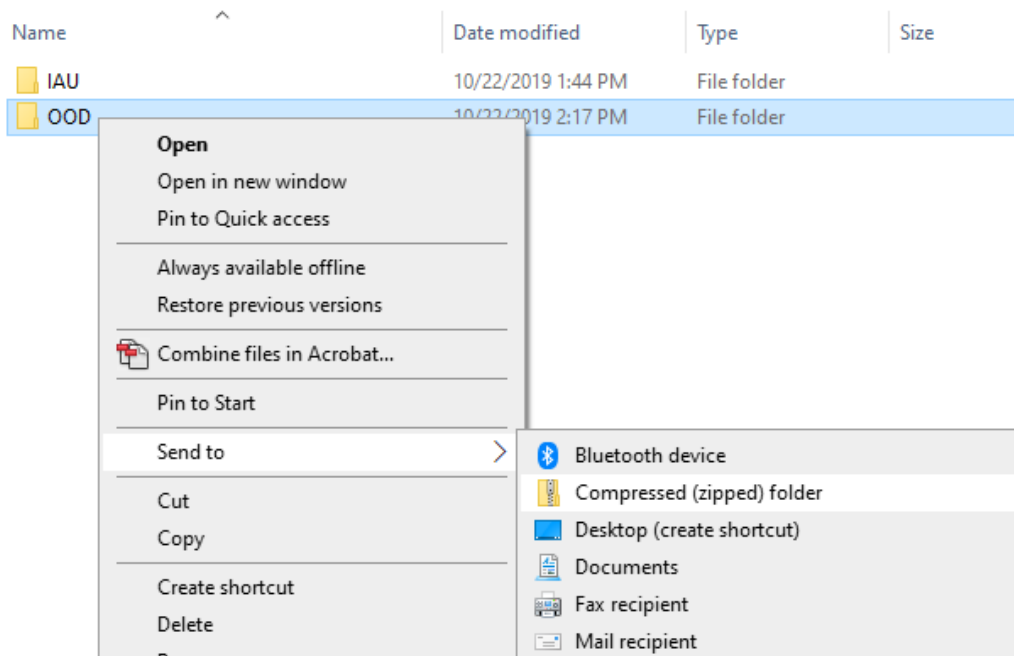 Name Date modified Type Size
IAU 10/22/2019 1:44 PM File folder
OOD 10/22/2019 2:17 PM File folder
Open
Open in new window
Pin to Quick access
Always available offline
Restore previous versions
Combine files in Acrobat...
Pin to Start
Send to
Bluetooth device
Compressed (zipped) folder
Desktop (create shortcut)
Documents
Fax recipient
Mail recipient
Cut
Copy
Create shortcut
Delete